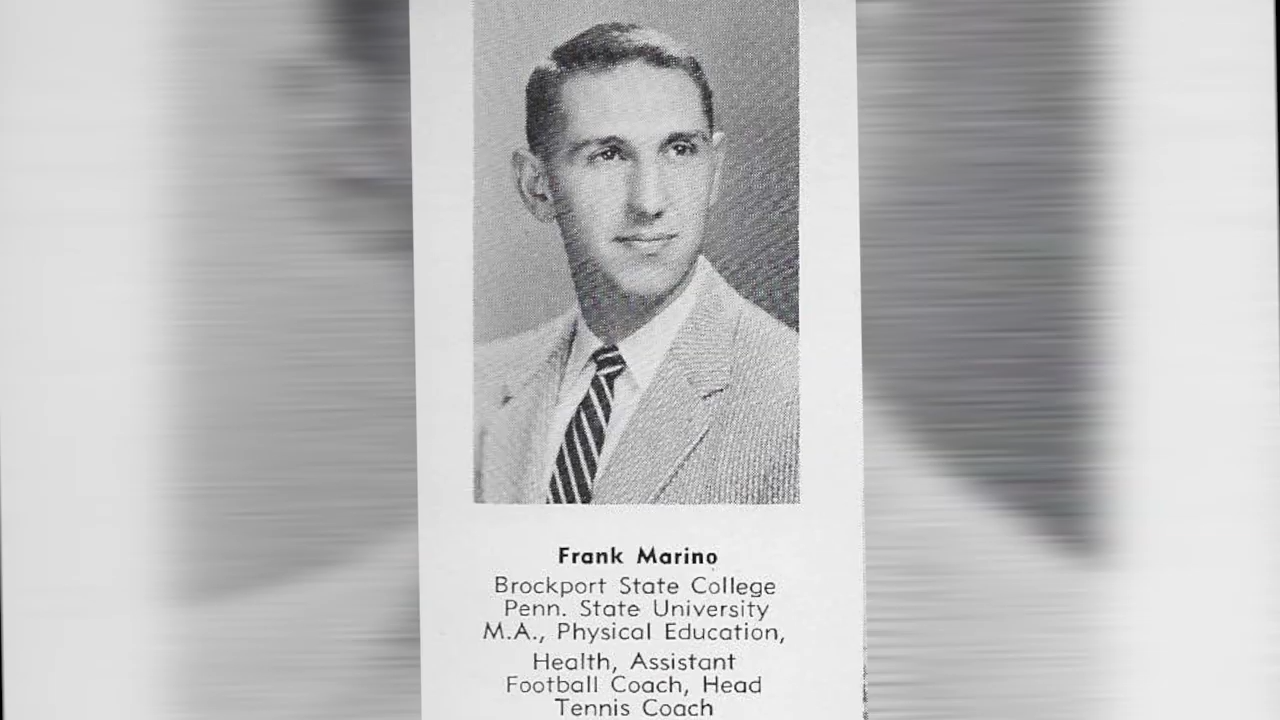 Frank Marino
Brockport State College
Penn. State University
M.A., Physical Education,
Health, Assistant
Football Coach, Head
Tennis Coach